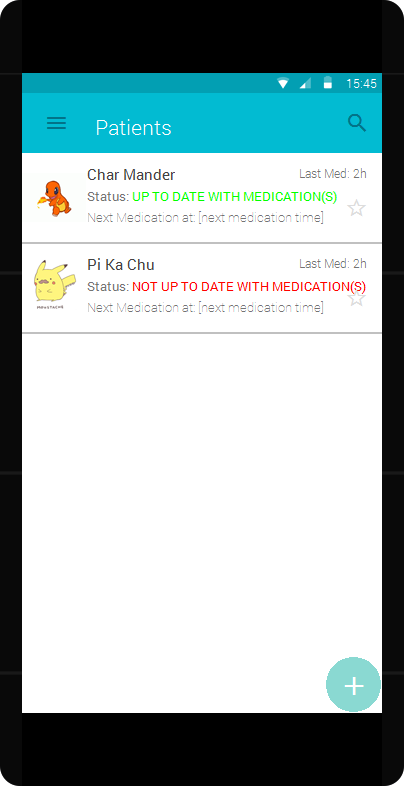 15:45
Patients
Char Mander Last Med: 2h
Status: UP TO DATE WITH MEDICATION(S)
Next Medication at: [next medication time]
Pi Ka Chu Last Med: 2h
Status: NOT UP TO DATE WITH MEDICATION(S)
Next Medication at: [next medication time]
MOUSTACHE
+